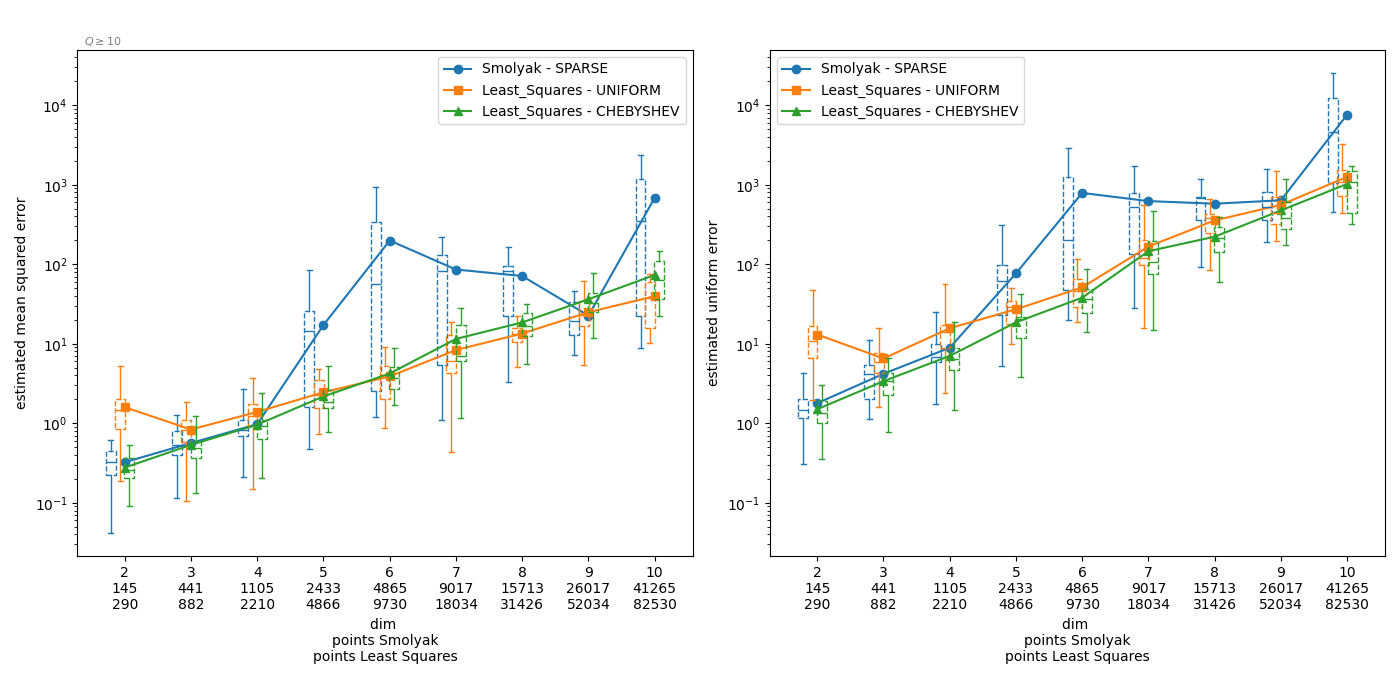 Q ≥ 10
Smolyak - SPARSE
Least_Squares - UNIFORM
Least_Squares - CHEBYSHEV
estimated mean squared error
10^4
10^3
10^2
10^1
10^0
10^-1
2 3 4 5 6 7 8 9 10
145 441 1105 2433 4865 9017 15713 26017 41265
290 882 2210 4866 9730 18034 31426 52034 82530
dim
points Smolyak
points Least Squares
Smolyak - SPARSE
Least_Squares - UNIFORM
Least_Squares - CHEBYSHEV
estimated uniform error
10^4
10^3
10^2
10^1
10^0
10^-1
2 3 4 5 6 7 8 9 10
145 441 1105 2433 4865 9017 15713 26017 41265
290 882 2210 4866 9730 18034 31426 52034 82530
dim
points Smolyak
points Least Squares